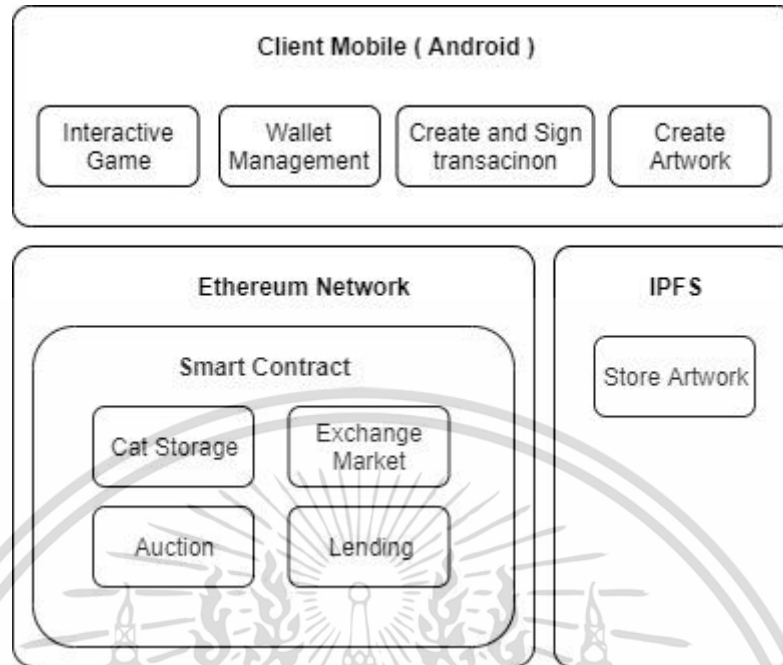 Client Mobile ( Android )
Interactive
Game
Wallet
Management
Create and Sign
transacinon
Create
Artwork
Ethereum Network
Smart Contract
Cat Storage
Exchange
Market
Auction
Lending
IPFS
Store Artwork